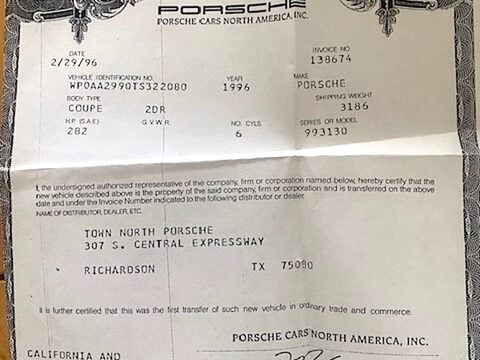 PORSCHE
PORSCHE CARS NORTH AMERICA, INC.
DATE
2/29/96
INVOICE NO.
138674
VEHICLE IDENTIFICATION NO.
WP0AA2990TS322080
YEAR
1996
MAKE
PORSCHE
BODY TYPE
COUPE 2DR
SHIPPING WEIGHT
3186
H.P. (S.A.E.)
282
G.V.W.R.
NO. CYLS.
6
SERIES OR MODEL
993130
I, the undersigned authorized representative of the company, firm or corporation named below, hereby certify that the
new vehicle described above is the property of the said company, firm or corporation and is transferred on the above
date and under the Invoice Number indicated to the following distributor or dealer.
NAME OF DISTRIBUTOR, DEALER, ETC.
TOWN NORTH PORSCHE
307 S. CENTRAL EXPRESSWAY
RICHARDSON TX 75080
It is further certified that this was the first transfer of such new vehicle in ordinary trade and commerce.
PORSCHE CARS NORTH AMERICA, INC.
CALIFORNIA AND